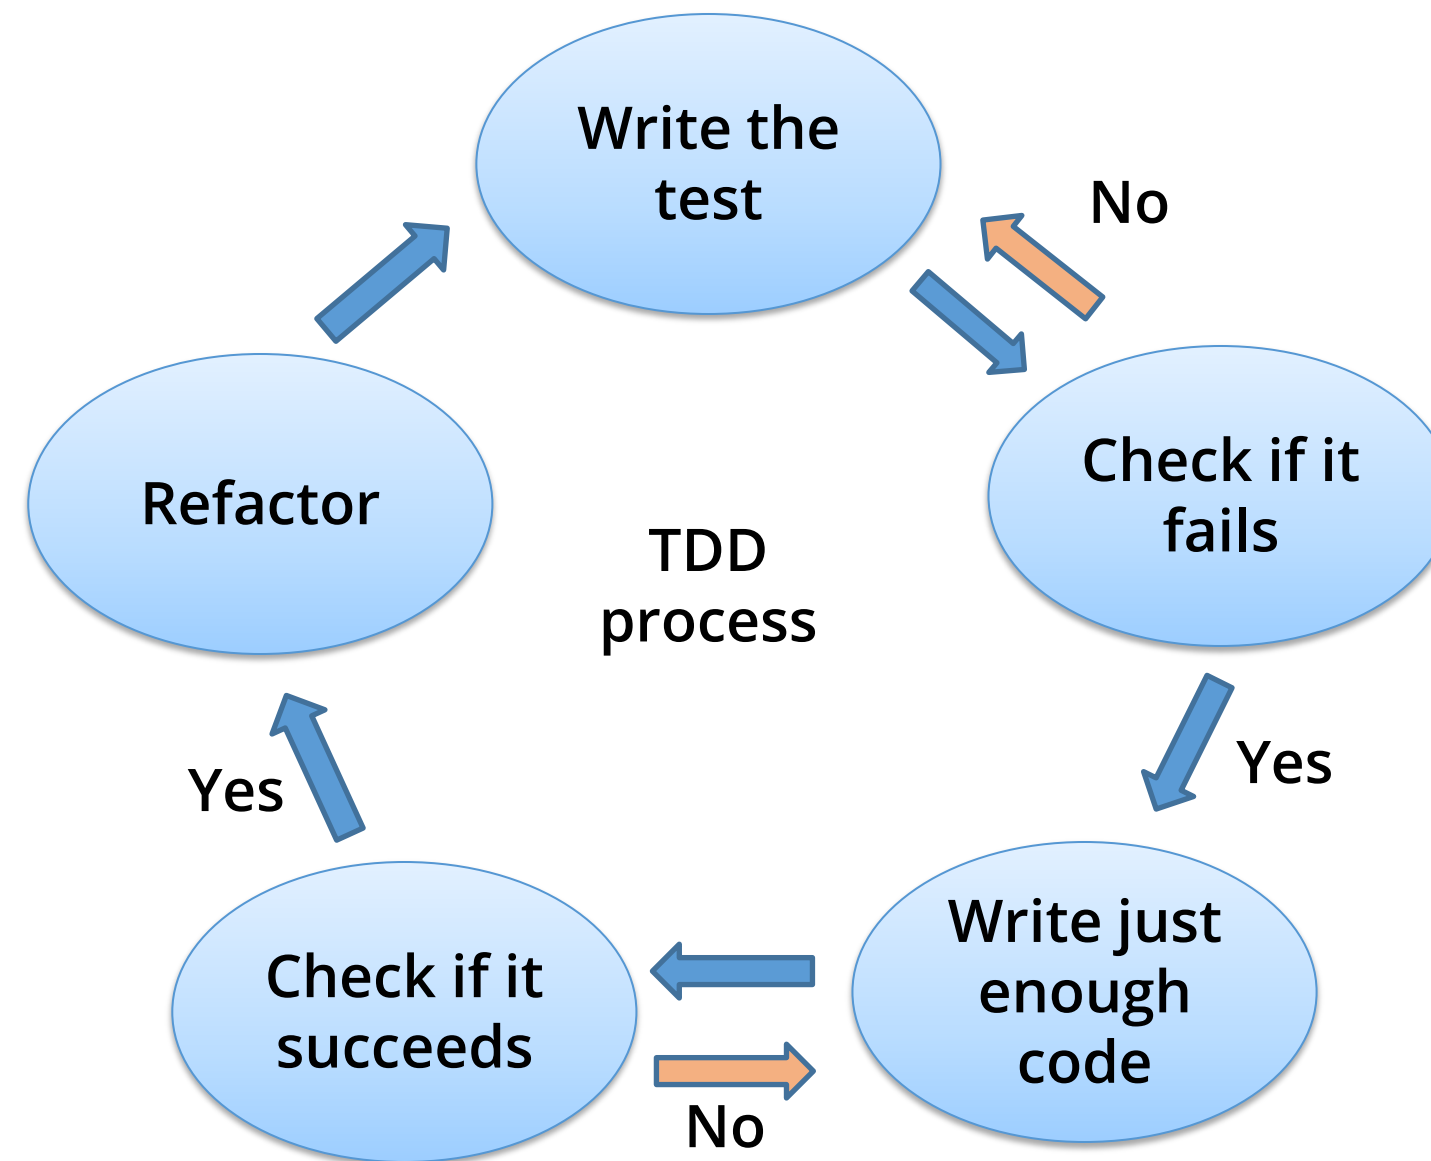 Write the
test
No
Check if it
fails
Refactor
TDD
process
Yes
Yes
Write just
enough
code
Check if it
succeeds
No